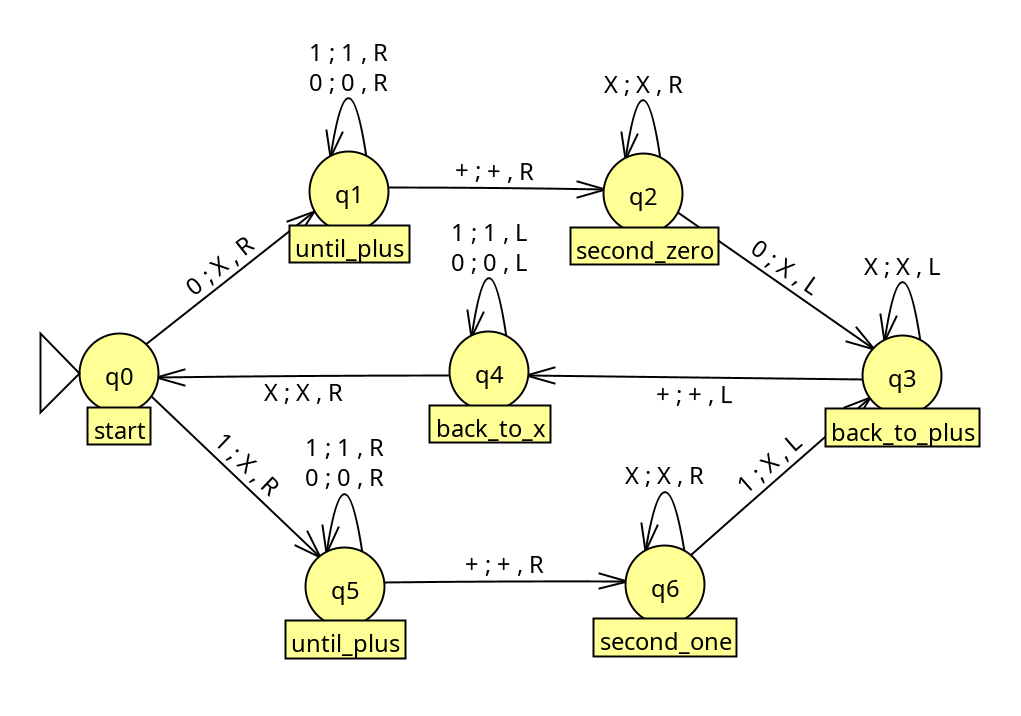 1 ; 1 , R
0 ; 0 , R
q1
until_plus
+ ; + , R
X ; X , R
q2
second_zero
0 ; X , R
0 ; X , L
1 ; 1 , L
0 ; 0 , L
q4
back_to_x
X ; X , L
q3
back_to_plus
q0
start
X ; X , R
+ ; + , L
1 ; X , R
1 ; X , L
1 ; 1 , R
0 ; 0 , R
q5
until_plus
+ ; + , R
X ; X , R
q6
second_one